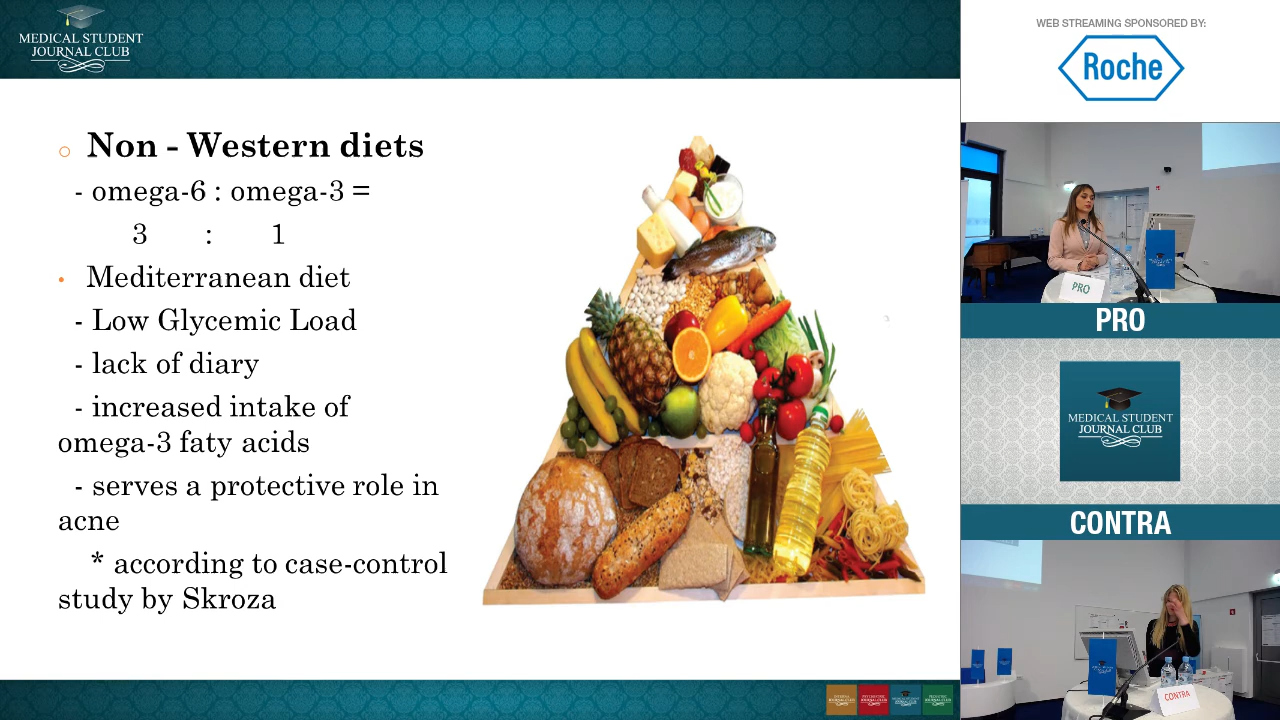 MEDICAL STUDENT
JOURNAL CLUB
Non - Western diets
- omega-6 : omega-3 =
3 : 1
Mediterranean diet
- Low Glycemic Load
- lack of diary
- increased intake of
omega-3 faty acids
- serves a protective role in
acne
* according to case-control
study by Skroza
WEB STREAMING SPONSORED BY:
Roche
PRO
PRO
MEDICAL STUDENT
JOURNAL CLUB
CONTRA
CONTRA